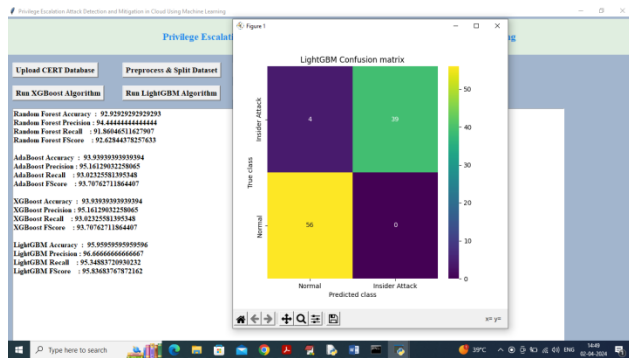 Privilege Escalation Attack Detection and Mitigation in Cloud Using Machine Learning
Privilege Escalati
ng
Figure 1
Upload CERT Database
Preprocess & Split Dataset
Run XGBoost Algorithm
Run LightGBM Algorithm
Random Forest Accuracy : 92.92929292929293
Random Forest Precision : 94.44444444444444
Random Forest Recall : 91.86046511627907
Random Forest FScore : 92.62844378257633
AdaBoost Accuracy : 93.93939393939394
AdaBoost Precision : 95.16129032258065
AdaBoost Recall : 93.02325581395348
AdaBoost FScore : 93.70762711864407
XGBoost Accuracy : 93.93939393939394
XGBoost Precision : 95.16129032258065
XGBoost Recall : 93.02325581395348
XGBoost FScore : 93.70762711864407
LightGBM Accuracy : 95.95959595959596
LightGBM Precision : 96.66666666666667
LightGBM Recall : 95.34883720930232
LightGBM FScore : 95.83683767872162
LightGBM Confusion matrix
True class
Insider Attack
Normal
4
39
56
0
Normal
Insider Attack
Predicted class
50
40
30
20
10
0
x= y=
Type here to search
39°C
ENG
14:49
02-04-2024